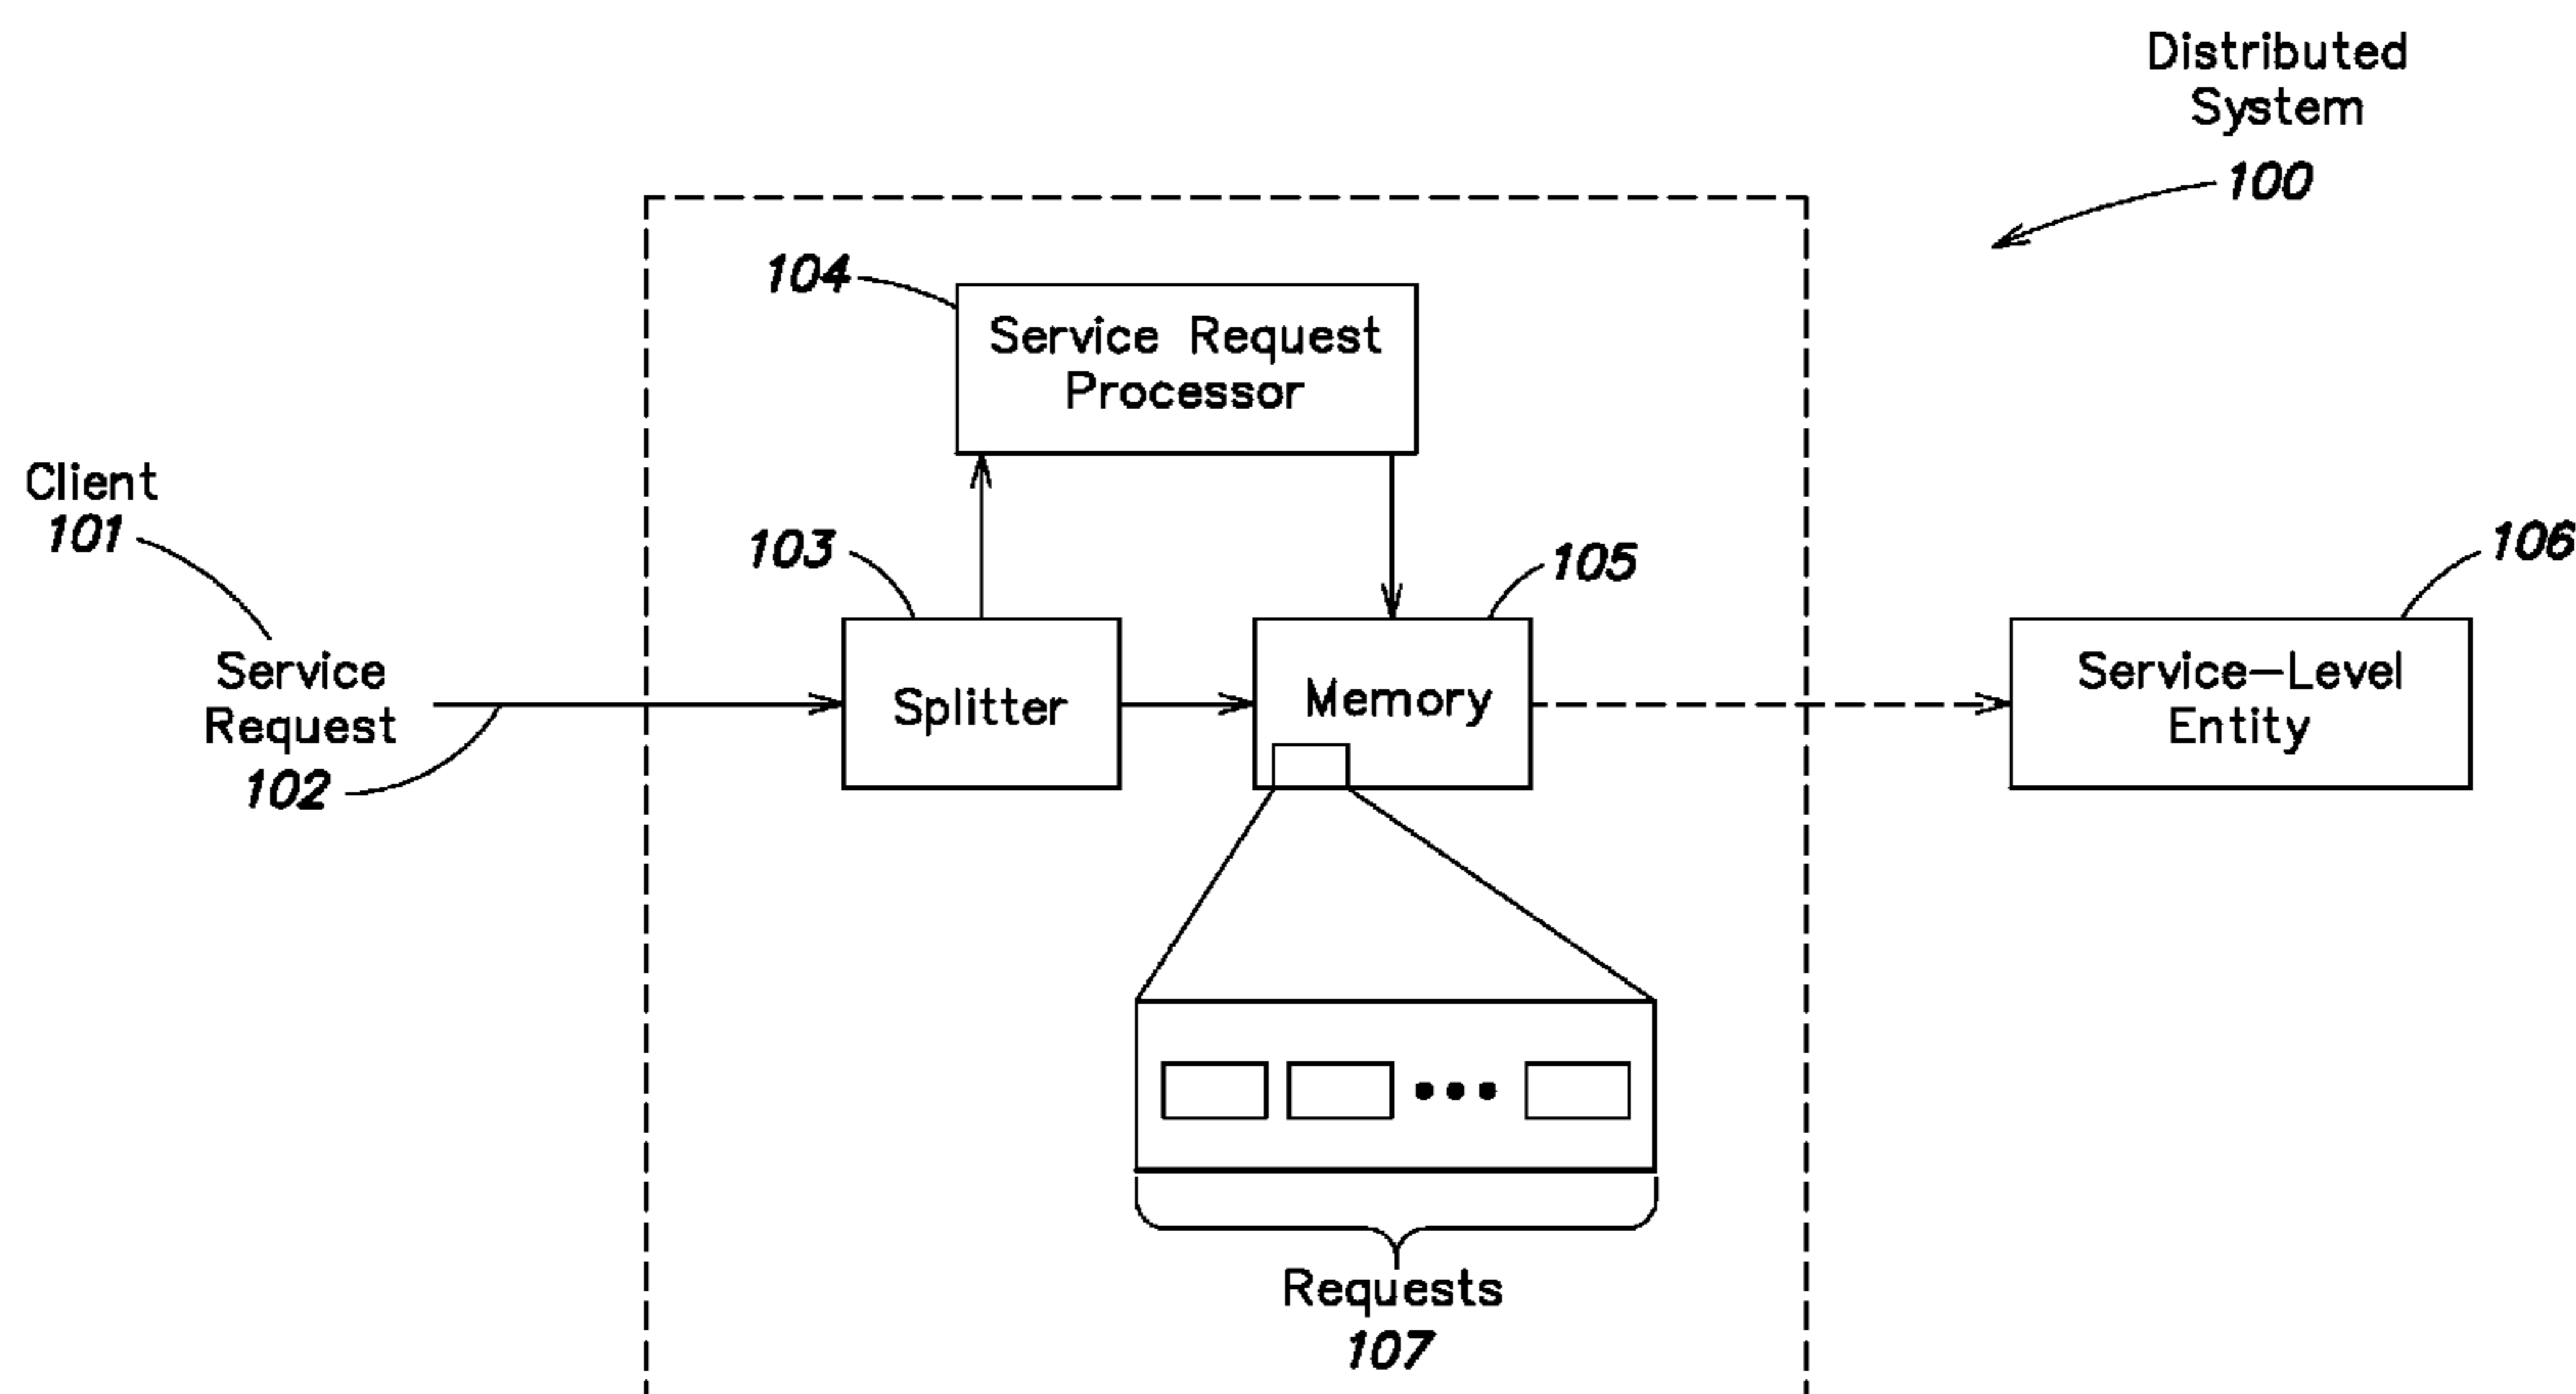 Distributed
System
100
104
Service Request
Processor
Client
101
103
105
106
Service
Request
102
Splitter
Memory
Service-Level
Entity
Requests
107